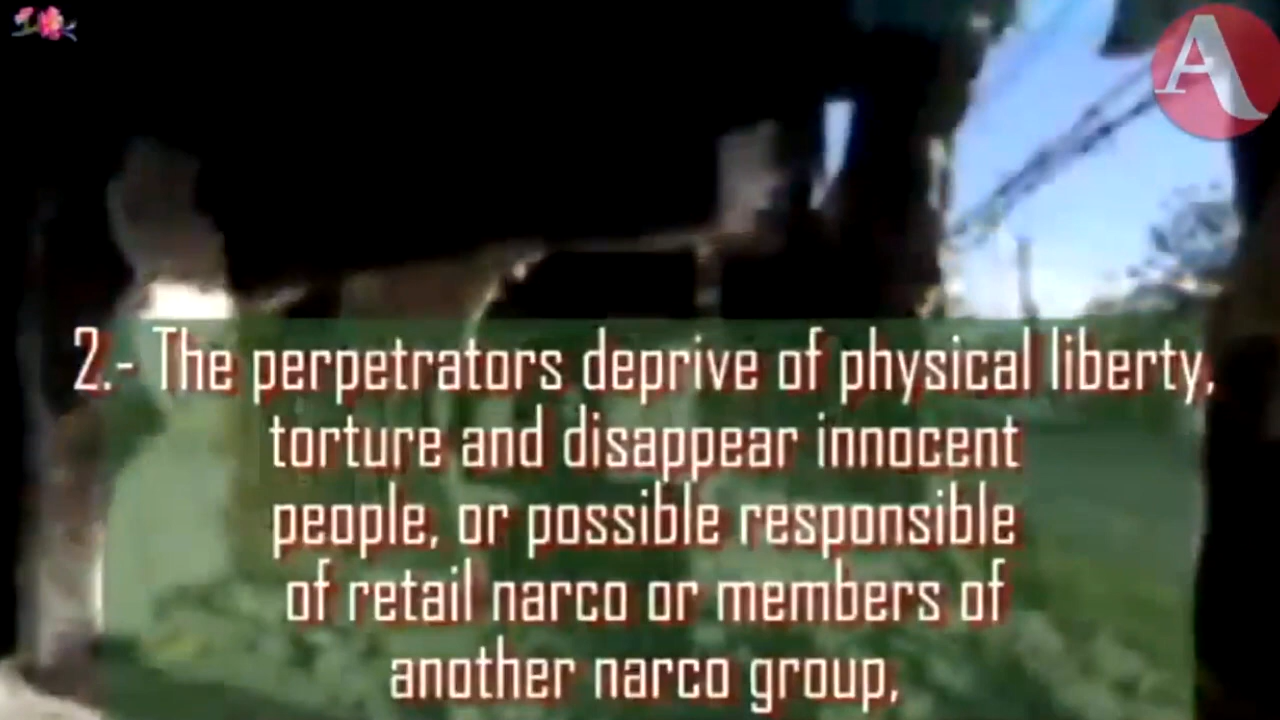 A
2.- The perpetrators deprive of physical liberty,
torture and disappear innocent
people, or possible responsible
of retail narco or members of
another narco group,